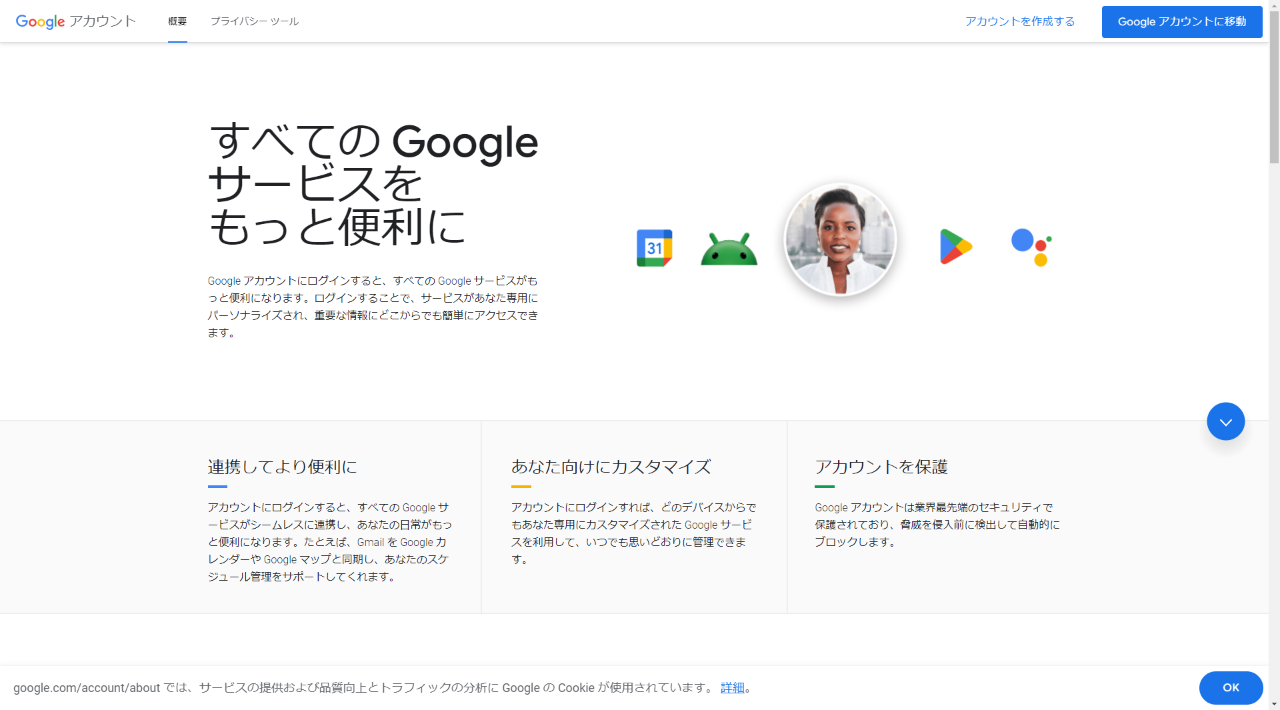 Google アカウント
概要
プライバシー ツール
アカウントを作成する
Google アカウントに移動
すべての Google
サービスを
もっと便利に
Google アカウントにログインすると、すべての Google サービスがも
っと便利になります。ログインすることで、サービスがあなた専用に
パーソナライズされ、重要な情報にどこからでも簡単にアクセスでき
ます。
31
連携してより便利に
アカウントにログインすると、すべての Google サ
ービスがシームレスに連携し、あなたの日常がもっ
と便利になります。たとえば、Gmail を Google カ
レンダーや Google マップと同期し、あなたのスケ
ジュール管理をサポートしてくれます。
あなた向けにカスタマイズ
アカウントにログインすれば、どのデバイスからで
もあなた専用にカスタマイズされた Google サービ
スを利用して、いつでも思いどおりに管理できま
す。
アカウントを保護
Google アカウントは業界最先端のセキュリティで
保護されており、脅威を侵入前に検出して自動的に
ブロックします。
google.com/account/about では、サービスの提供および品質向上とトラフィックの分析に Google の Cookie が使用されています。 詳細。
OK